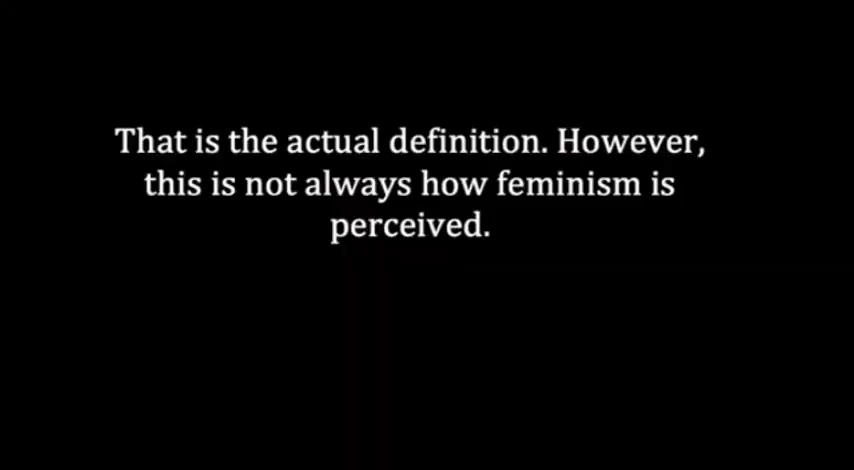 That is the actual definition. However,
this is not always how feminism is
perceived.